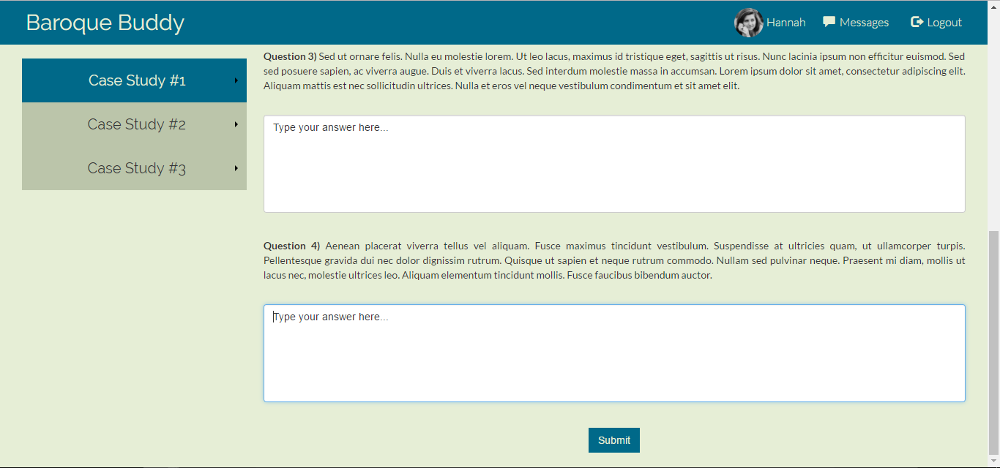 Baroque Buddy
Hannah
Messages
Logout
Case Study #1
Case Study #2
Case Study #3
Question 3) Sed ut ornare felis. Nulla eu molestie lorem. Ut leo lacus, maximus id tristique eget, sagittis ut risus. Nunc lacinia ipsum non efficitur euismod. Sed
sed posuere sapien, ac viverra augue. Duis et viverra lacus. Sed interdum molestie massa in accumsan. Lorem ipsum dolor sit amet, consectetur adipiscing elit.
Aliquam mattis est nec sollicitudin ultrices. Nulla et eros vel neque vestibulum condimentum et sit amet elit.
Type your answer here...
Question 4) Aenean placerat viverra tellus vel aliquam. Fusce maximus tincidunt vestibulum. Suspendisse at ultricies quam, ut ullamcorper turpis.
Pellentesque gravida dui nec dolor dignissim rutrum. Quisque ut sapien et neque rutrum commodo. Nullam sed pulvinar neque. Praesent mi diam, mollis ut
lacus nec, molestie ultrices leo. Aliquam elementum tincidunt mollis. Fusce faucibus bibendum auctor.
Type your answer here...
Submit